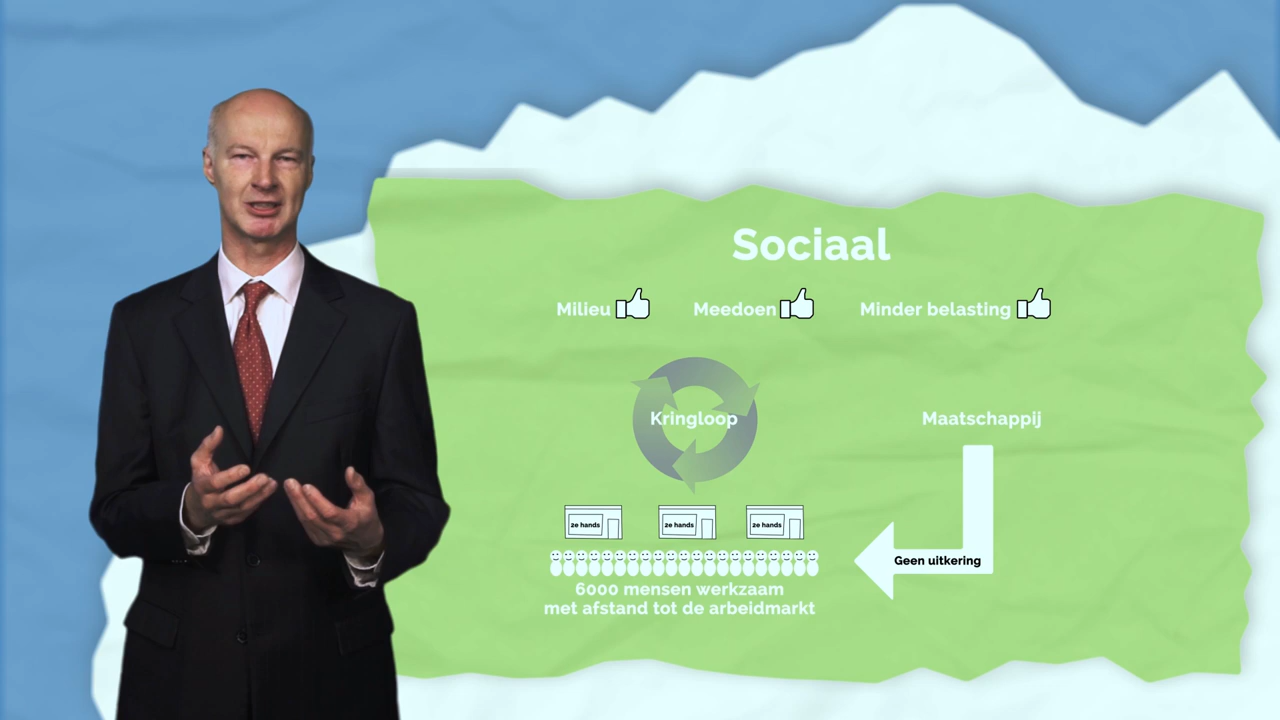 Sociaal
Milieu
Meedoen
Minder belasting
Kringloop
Maatschappij
2e hands
2e hands
2e hands
Geen uitkering
6000 mensen werkzaam
met afstand tot de arbeidmarkt